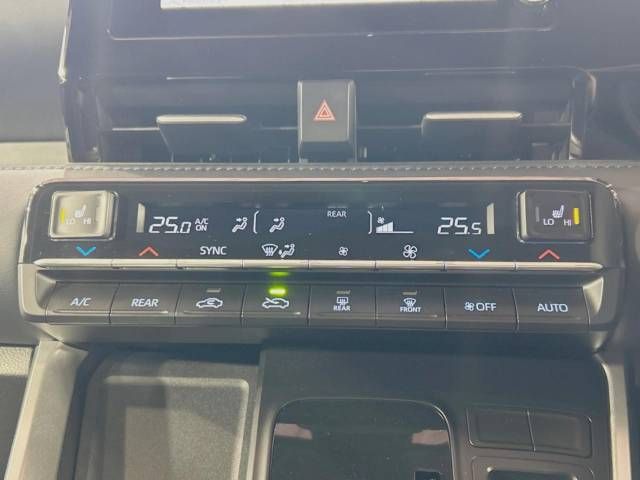 25.0 A/C ON REAR 25.5
LO HI
LO HI
SYNC
A/C REAR REAR FRONT OFF AUTO